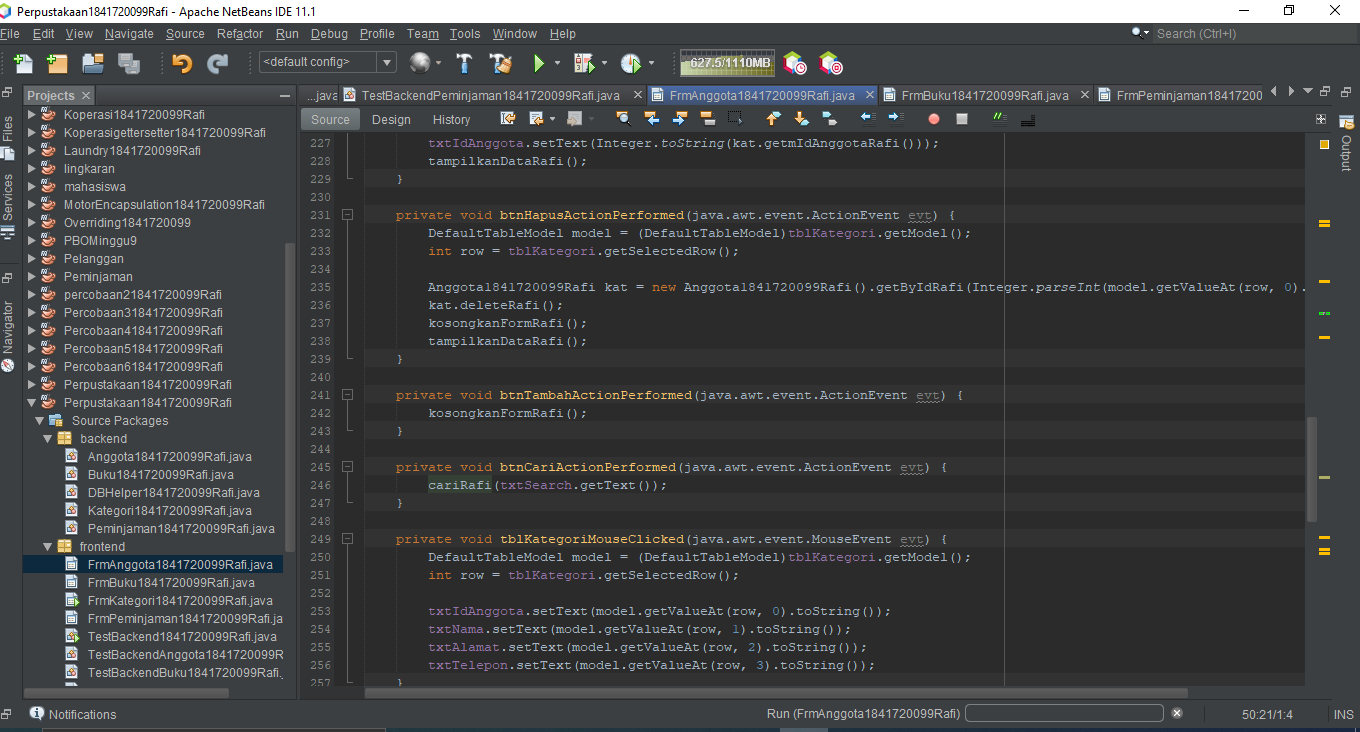 Perpustakaan1841720099Rafi - Apache NetBeans IDE 11.1
File Edit View Navigate Source Refactor Run Debug Profile Team Tools Window Help
Search (Ctrl+I)
<default config>
627.5/1110MB
Projects
...java TestBackendPeminjaman1841720099Rafi.java FrmAnggota1841720099Rafi.java FrmBuku1841720099Rafi.java FrmPeminjaman18417200
Source Design History
Files
Services
Navigator
Output
Koperasi1841720099Rafi
Koperasigettersetter1841720099Rafi
Laundry1841720099Rafi
lingkaran
mahasiswa
MotorEncapsulation1841720099Rafi
Overriding1841720099
PBOMinggu9
Pelanggan
Peminjaman
percobaan21841720099Rafi
Percobaan31841720099Rafi
Percobaan41841720099Rafi
Percobaan51841720099Rafi
Percobaan61841720099Rafi
Perpustakaan1841720099Rafi
Perpustakaan1841720099Rafi
Source Packages
backend
Anggota1841720099Rafi.java
Buku1841720099Rafi.java
DBHelper1841720099Rafi.java
Kategori1841720099Rafi.java
Peminjaman1841720099Rafi.java
frontend
FrmAnggota1841720099Rafi.java
FrmBuku1841720099Rafi.java
FrmKategori1841720099Rafi.java
FrmPeminjaman1841720099Rafi.ja
TestBackend1841720099Rafi.java
TestBackendAnggota1841720099R
TestBackendBuku1841720099Rafi.
227 txtIdAnggota.setText(Integer.toString(kat.getmIdAnggotaRafi()));
228 tampilkanDataRafi();
229 }
230
231 private void btnHapusActionPerformed(java.awt.event.ActionEvent evt) {
232 DefaultTableModel model = (DefaultTableModel)tblKategori.getModel();
233 int row = tblKategori.getSelectedRow();
234
235 Anggota1841720099Rafi kat = new Anggota1841720099Rafi().getByIdRafi(Integer.parseInt(model.getValueAt(row, 0).
236 kat.deleteRafi();
237 kosongkanFormRafi();
238 tampilkanDataRafi();
239 }
240
241 private void btnTambahActionPerformed(java.awt.event.ActionEvent evt) {
242 kosongkanFormRafi();
243 }
244
245 private void btnCariActionPerformed(java.awt.event.ActionEvent evt) {
246 cariRafi(txtSearch.getText());
247 }
248
249 private void tblKategoriMouseClicked(java.awt.event.MouseEvent evt) {
250 DefaultTableModel model = (DefaultTableModel)tblKategori.getModel();
251 int row = tblKategori.getSelectedRow();
252
253 txtIdAnggota.setText(model.getValueAt(row, 0).toString());
254 txtNama.setText(model.getValueAt(row, 1).toString());
255 txtAlamat.setText(model.getValueAt(row, 2).toString());
256 txtTelepon.setText(model.getValueAt(row, 3).toString());
257 }
Notifications
Run (FrmAnggota1841720099Rafi)
50:21/1:4 INS